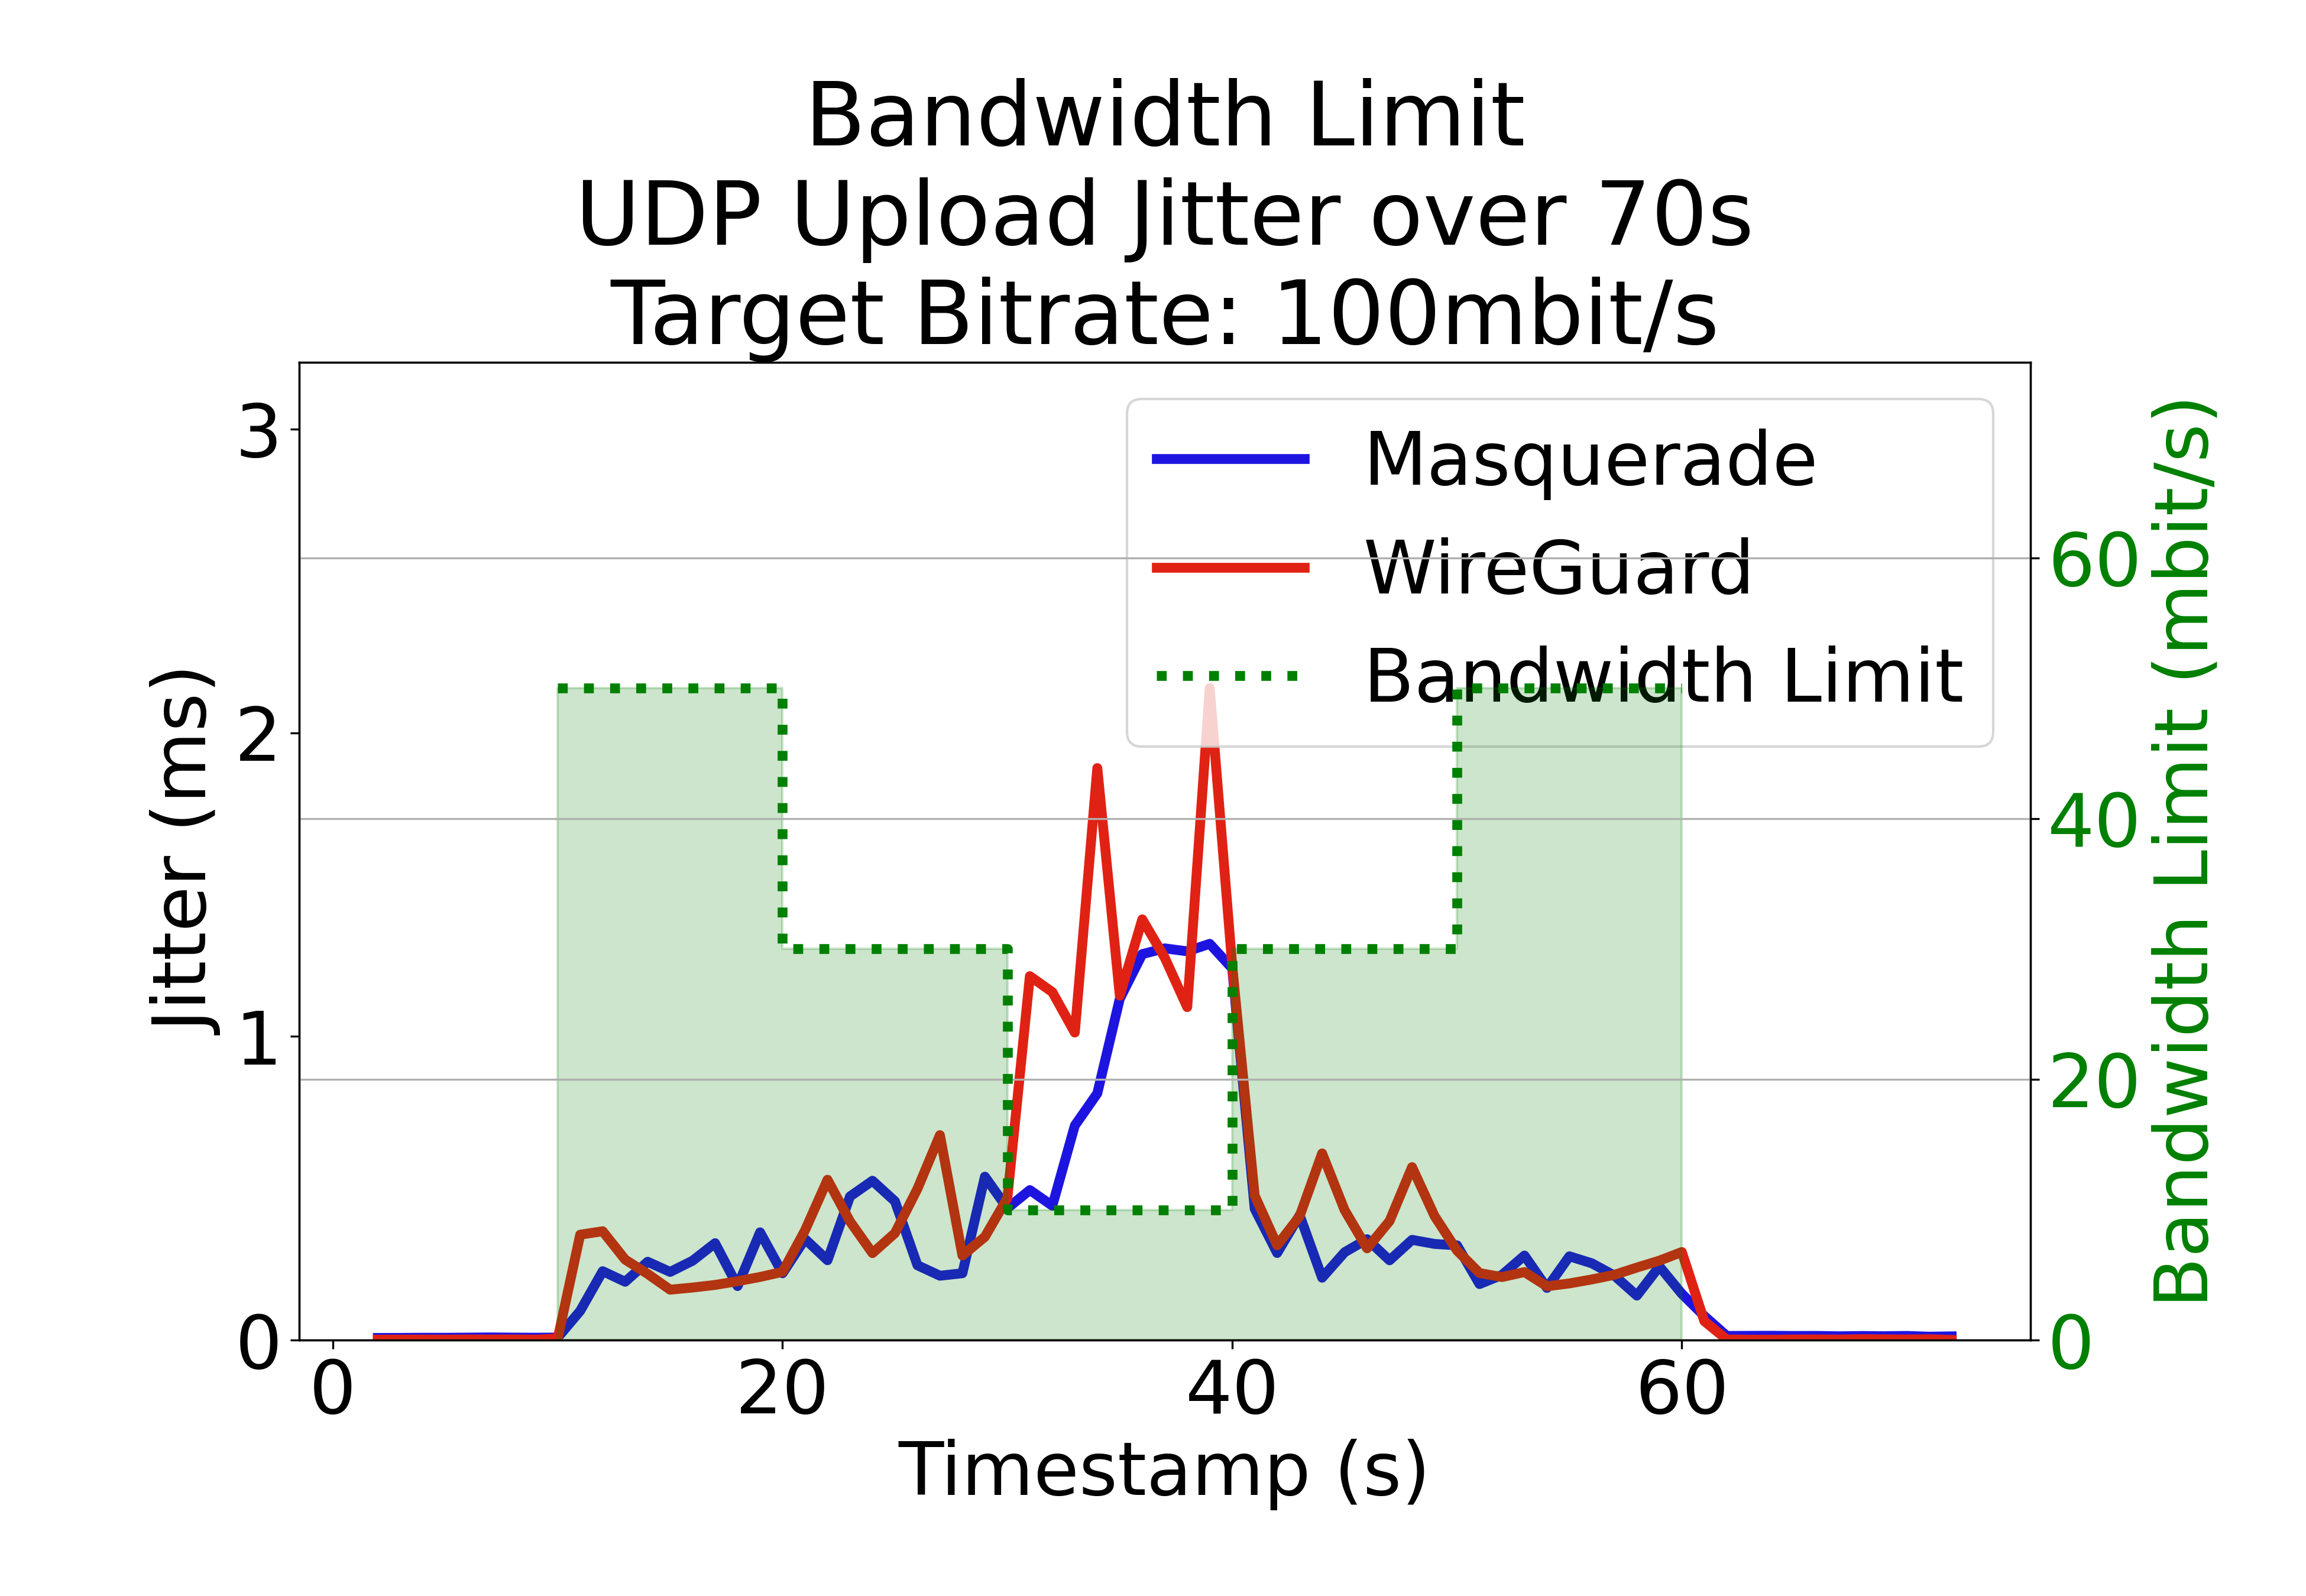 Bandwidth Limit
UDP Upload Jitter over 70s
Target Bitrate: 100mbit/s
3
2
1
0
Jitter (ms)
Masquerade
WireGuard
Bandwidth Limit
60
40
20
0
Bandwidth Limit (mbit/s)
0 20 40 60
Timestamp (s)